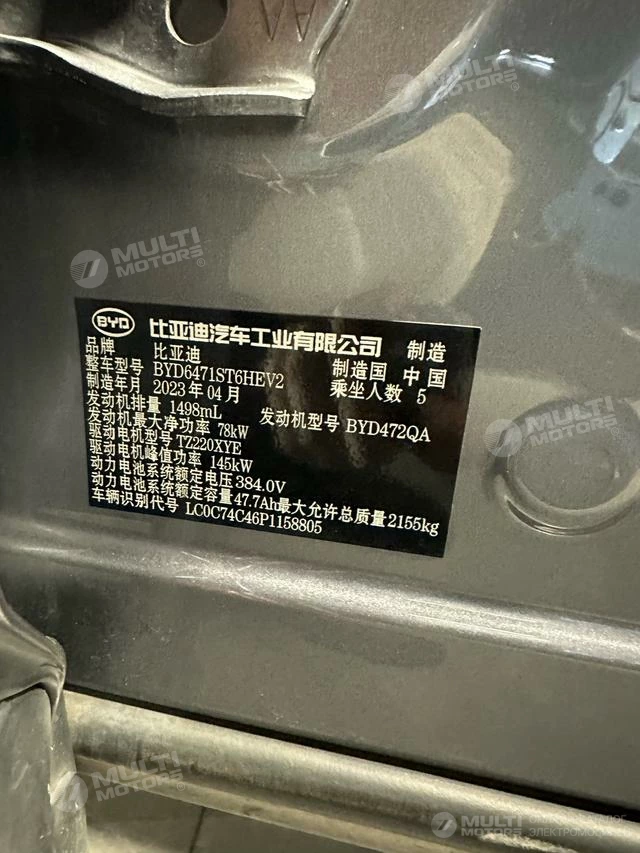 AA
MULTI
MOTORS
MULTI
MOTORS
BYD 比亚迪汽车工业有限公司 制造
品牌 比亚迪 制造国 中国
整车型号 BYD6471ST6HEV2 乘坐人数 5
制造年月 2023年04月
发动机排量 1498mL 发动机型号 BYD472QA
发动机最大净功率 78kW
驱动电机型号 TZ220XYE
驱动电机峰值功率 145kW
动力电池系统额定电压 384.0V
动力电池系统额定容量 47.7Ah 最大允许总质量 2155kg
车辆识别代号 LC0C74C46P1158805
MULTI
MOTORS
MULTI
MOTORS
MULTI
MOTORS